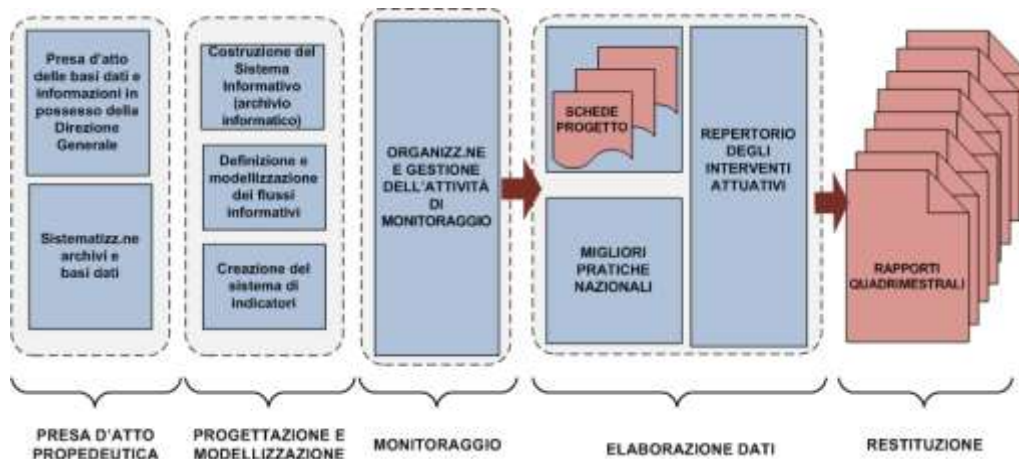 Presa d'atto
delle basi dati e
informazioni in
possesso della
Direzione
Generale
Sistematizz.ne
archivi e
basi dati
Costruzione del
Sistema
Informativo
(archivio
informatico)
Definizione e
modellizzazione
dei flussi
informativi
Creazione del
sistema di
indicatori
ORGANIZZ.NE
E GESTIONE
DELL'ATTIVITÀ
DI
MONITORAGGIO
SCHEDE
PROGETTO
MIGLIORI
PRATICHE
NAZIONALI
REPERTORIO
DEGLI
INTERVENTI
ATTUATIVI
RAPPORTI
QUADRIMESTRALI
PRESA D'ATTO
PROPEDEUTICA
PROGETTAZIONE E
MODELLIZZAZIONE
MONITORAGGIO
ELABORAZIONE DATI
RESTITUZIONE